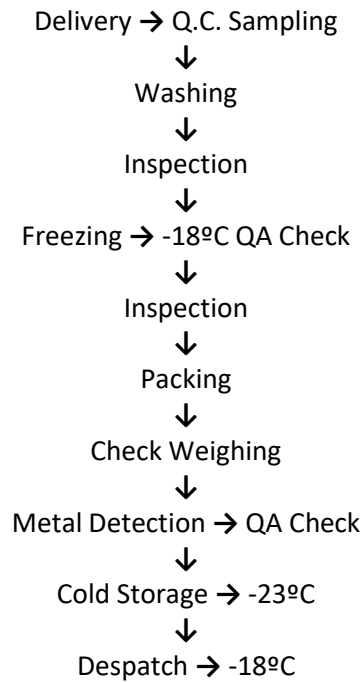 Delivery → Q.C. Sampling
↓
Washing
↓
Inspection
↓
Freezing → -18ºC QA Check
↓
Inspection
↓
Packing
↓
Check Weighing
↓
Metal Detection → QA Check
↓
Cold Storage → -23ºC
↓
Despatch → -18ºC